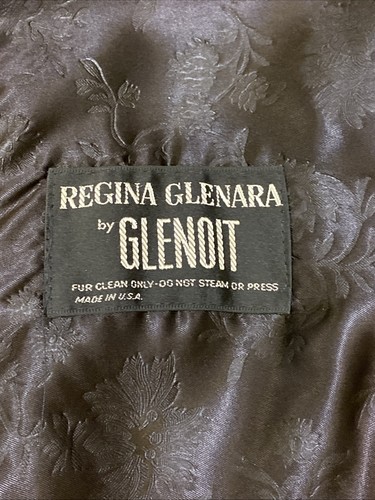 REGINA GLENARA
by GLENOIT
FUR CLEAN ONLY-DO NOT STEAM OR PRESS
MADE IN U.S.A.